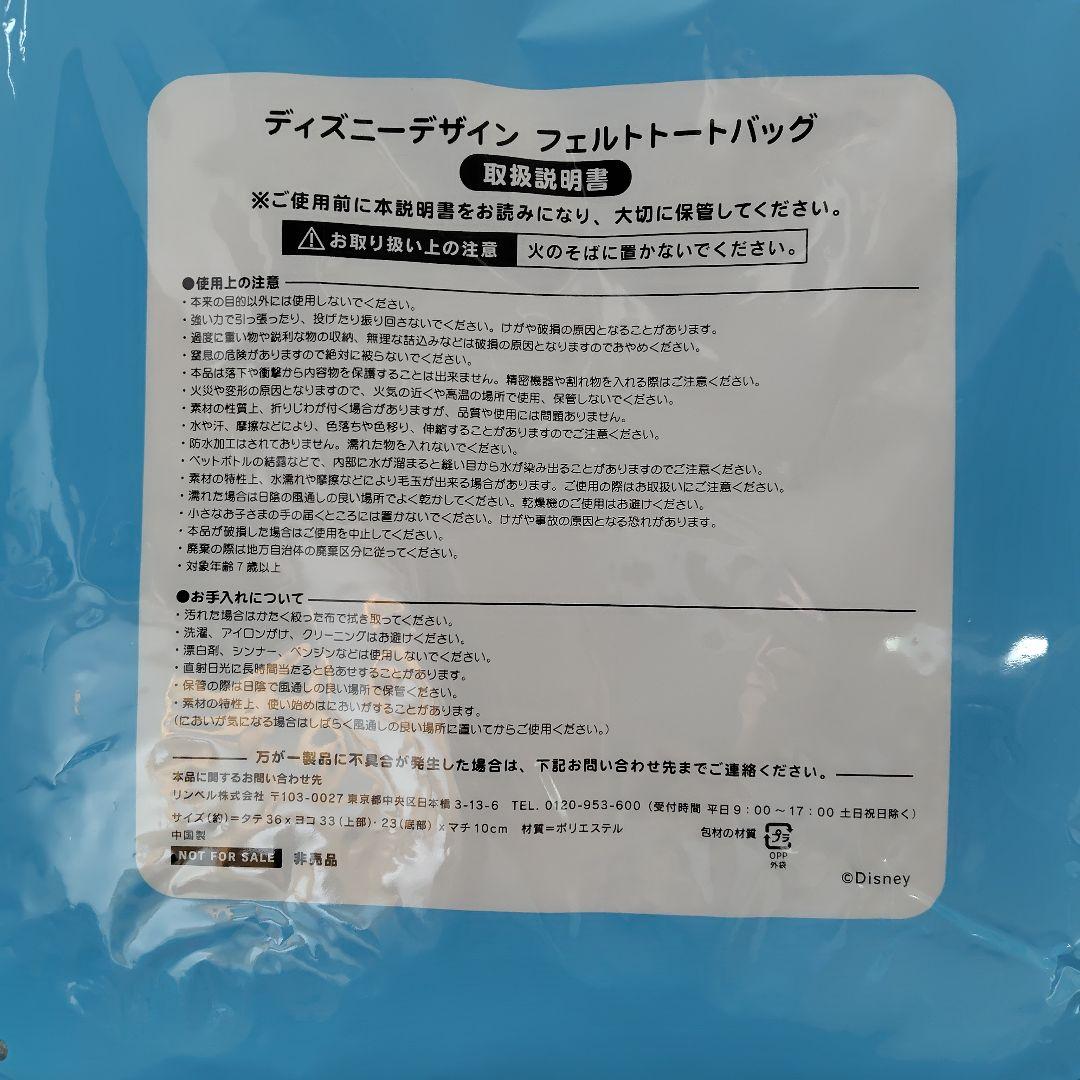 ディズニーデザイン フェルトトートバッグ
取扱説明書
※ご使用前に本説明書をお読みになり、大切に保管してください。
⚠お取り扱い上の注意 火のそばに置かないでください。
●使用上の注意
・本来の目的以外には使用しないでください。
・強い力で引っ張ったり、投げたり振り回さないでください。けがや破損の原因となることがあります。
・過度に重い物や鋭利な物の収納、無理な詰込みなどは破損の原因となりますのでおやめください。
・窒息の危険がありますので絶対に被らないでください。
・本品は落下や衝撃から内容物を保護することは出来ません。精密機器や割れ物を入れる際はご注意ください。
・火災や変形の原因となりますので、火気の近くや高温の場所で使用、保管しないでください。
・素材の性質上、折りじわが付く場合がありますが、品質や使用には問題ありません。
・水や汗、摩擦などにより、色落ちや色移り、伸縮することがありますのでご注意ください。
・防水加工はされておりません。濡れた物を入れないでください。
・ペットボトルの結露などで、内部に水が溜まると縫い目から水が染み出ることがありますのでご注意ください。
・素材の特性上、水濡れや摩擦などにより毛玉が出来る場合があります。ご使用の際はお取扱いにご注意ください。
・濡れた場合は日陰の風通しの良い場所でよく乾かしてください。乾燥機のご使用はお避けください。
・小さなお子さまの手の届くところには置かないでください。けがや事故の原因となる恐れがあります。
・本品が破損した場合はご使用を中止してください。
・廃棄の際は地方自治体の廃棄区分に従ってください。
・対象年齢7歳以上
●お手入れについて
・汚れた場合はかたく絞った布で拭き取ってください。
・洗濯、アイロンがけ、クリーニングはお避けください。
・漂白剤、シンナー、ベンジンなどは使用しないでください。
・直射日光に長時間当たると色あせすることがあります。
・保管の際は日陰で風通しの良い場所で保管ください。
・素材の特性上、使い始めはにおいがすることがあります。
(においが気になる場合はしばらく風通しの良い場所に置いてからご使用ください。)
万が一製品に不具合が発生した場合は、下記お問い合わせ先までご連絡ください。
本品に関するお問い合わせ先
リンベル株式会社 〒103-0027 東京都中央区日本橋3-13-6 TEL. 0120-953-600 (受付時間 平日9:00～17:00 土日祝日除く)
サイズ(約)=タテ36xヨコ33(上部)・23(底部)xマチ10cm 材質=ポリエステル
中国製
包材の材質 プラ
OPP
外袋
NOT FOR SALE 非売品
©Disney